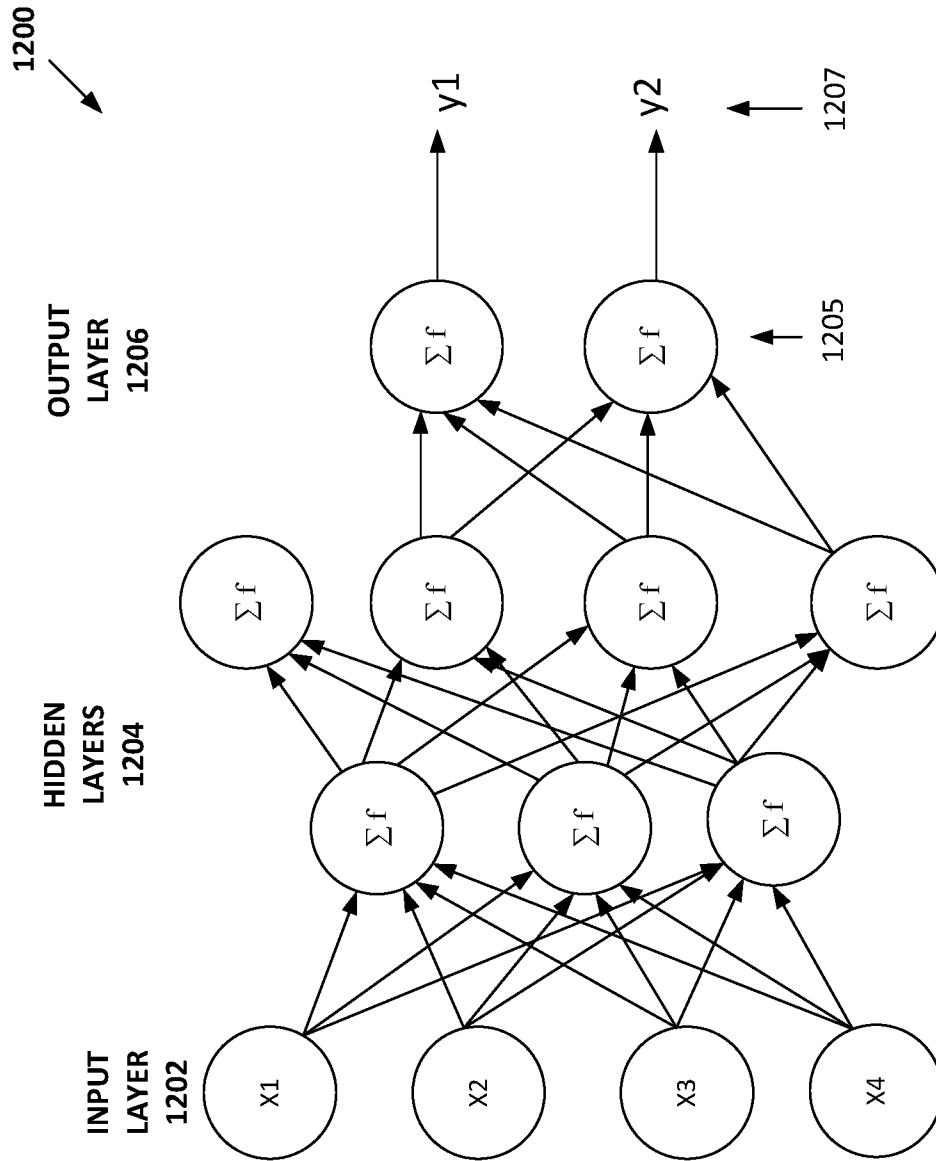 1200
INPUT
LAYER
1202
HIDDEN
LAYERS
1204
OUTPUT
LAYER
1206
X1
X2
X3
X4
Σ f
Σ f
Σ f
Σ f
Σ f
Σ f
Σ f
Σ f
Σ f
y1
y2
1205
1207